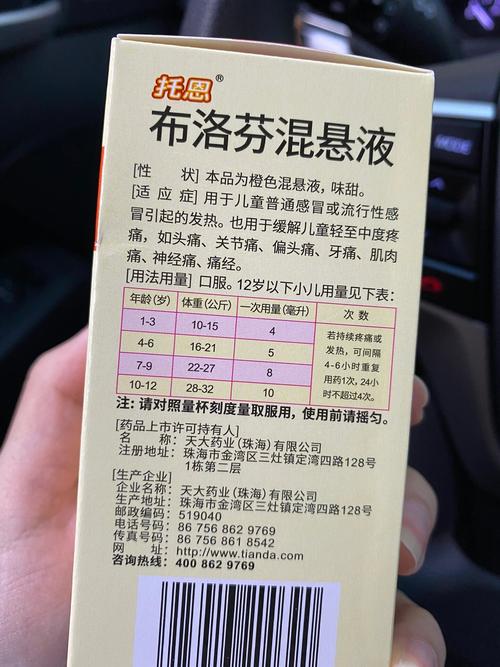 托恩®
布洛芬混悬液
[性 状] 本品为橙色混悬液，味甜。
[适 应 症] 用于儿童普通感冒或流行性感
冒引起的发热。也用于缓解儿童轻至中度疼
痛，如头痛、关节痛、偏头痛、牙痛、肌肉
痛、神经痛、痛经。
[用法用量] 口服。12岁以下小儿用量见下表：
年龄(岁) 体重(公斤) 一次用量(毫升) 次 数
1-3 10-15 4
4-6 16-21 5
7-9 22-27 8
10-12 28-32 10
若持续疼痛或
发热，可间隔
4-6小时重复
用药1次，24小
时不超过4次。
注：请对照量杯刻度量取服用，使用前请摇匀。
[药品上市许可持有人]
名 称：天大药业(珠海)有限公司
注册地址：珠海市金湾区三灶镇定湾四路128号
1栋第二层
[生产企业]
企业名称：天大药业(珠海)有限公司
生产地址：珠海市金湾区三灶镇定湾四路128号
邮政编码：519040
电话号码：86 756 862 9769
传真号码：86 756 861 8542
网 址：http://www.tianda.com
咨询热线：400 862 9769
MODE